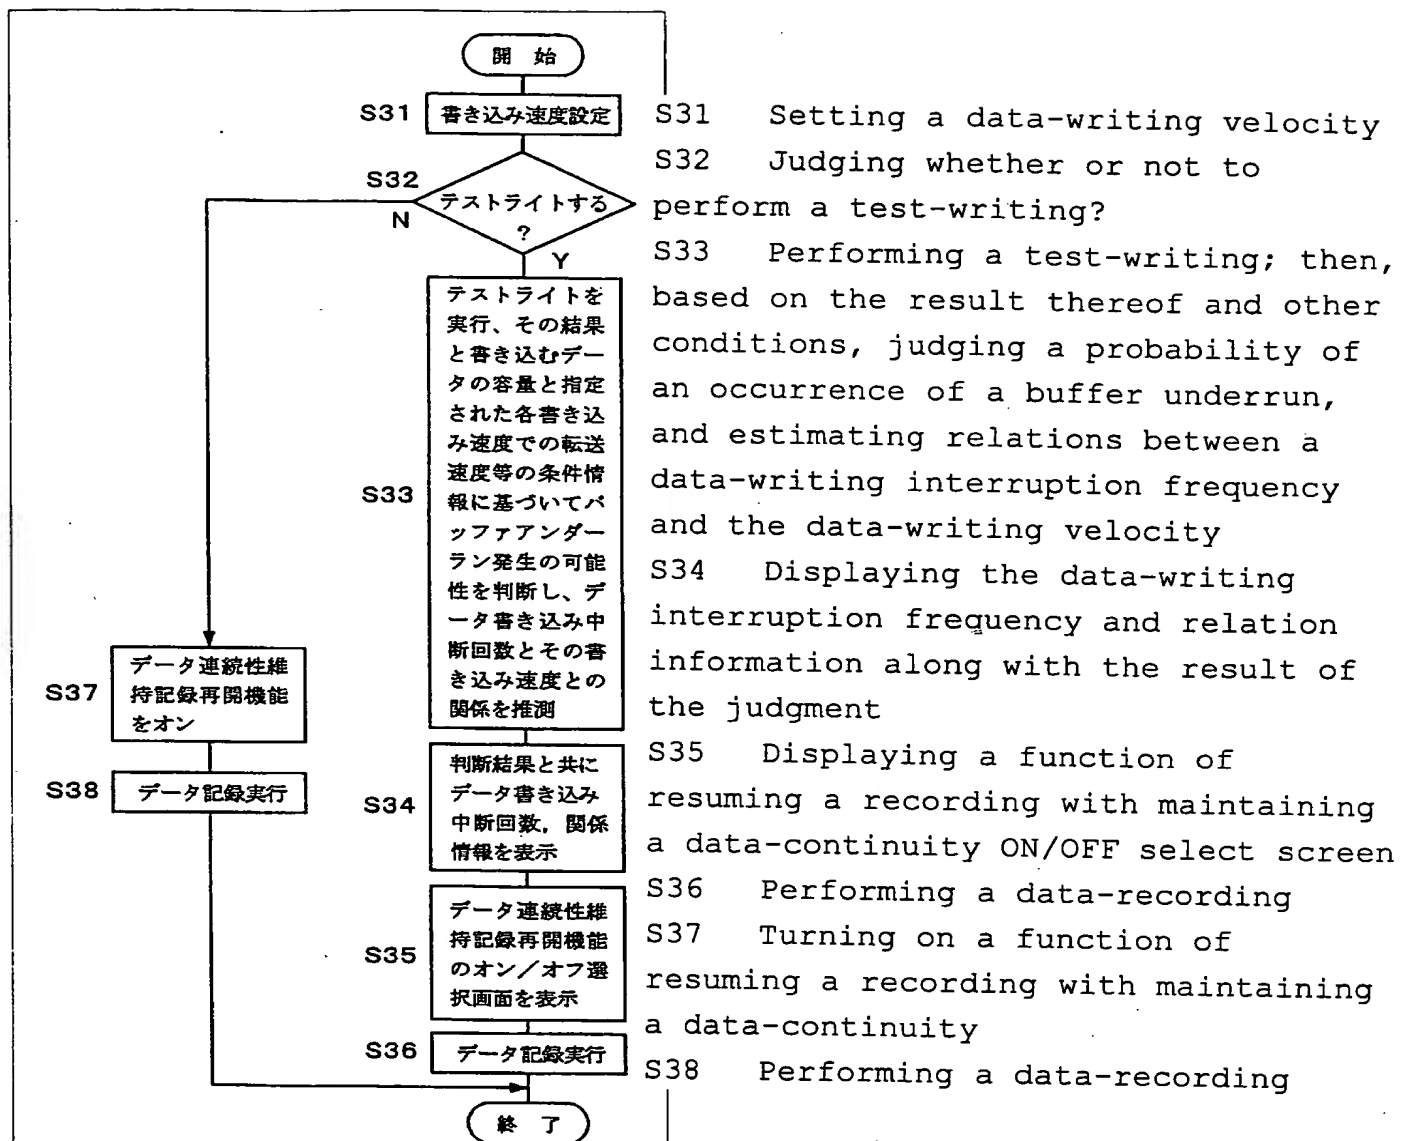 開 始
S31
書き込み速度設定
S32
テストライトする
?
N
Y
S33
テストライトを
実行、その結果
と書き込むデー
タの容量と指定
された各書き込
み速度での転送
速度等の条件情
報に基づいてバ
ッファアンダー
ラン発生の可能
性を判断し、デ
ータ書き込み中
断回数とその書
き込み速度との
関係を推測
S37
データ連続性維
持記録再開機能
をオン
S38
データ記録実行
S34
判断結果と共に
データ書き込み
中断回数，関係
情報を表示
S35
データ連続性維
持記録再開機能
のオン／オフ選
択画面を表示
S36
データ記録実行
終 了
S31 Setting a data-writing velocity
S32 Judging whether or not to
perform a test-writing?
S33 Performing a test-writing; then,
based on the result thereof and other
conditions, judging a probability of
an occurrence of a buffer underrun,
and estimating relations between a
data-writing interruption frequency
and the data-writing velocity
S34 Displaying the data-writing
interruption frequency and relation
information along with the result of
the judgment
S35 Displaying a function of
resuming a recording with maintaining
a data-continuity ON/OFF select screen
S36 Performing a data-recording
S37 Turning on a function of
resuming a recording with maintaining
a data-continuity
S38 Performing a data-recording